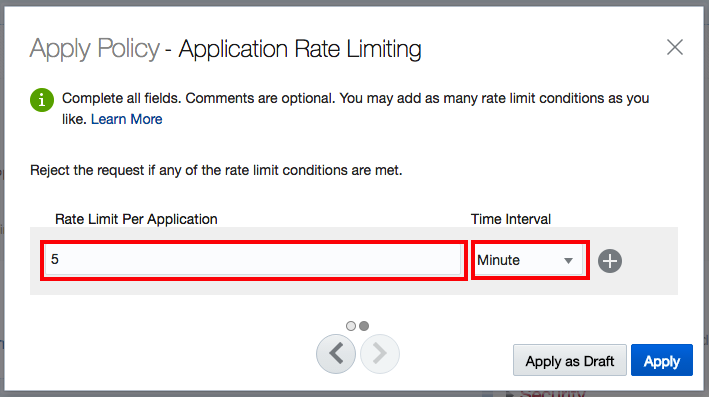 Apply Policy - Application Rate Limiting
Complete all fields. Comments are optional. You may add as many rate limit conditions as you
like. Learn More
Reject the request if any of the rate limit conditions are met.
Rate Limit Per Application Time Interval
5 Minute
Apply as Draft Apply